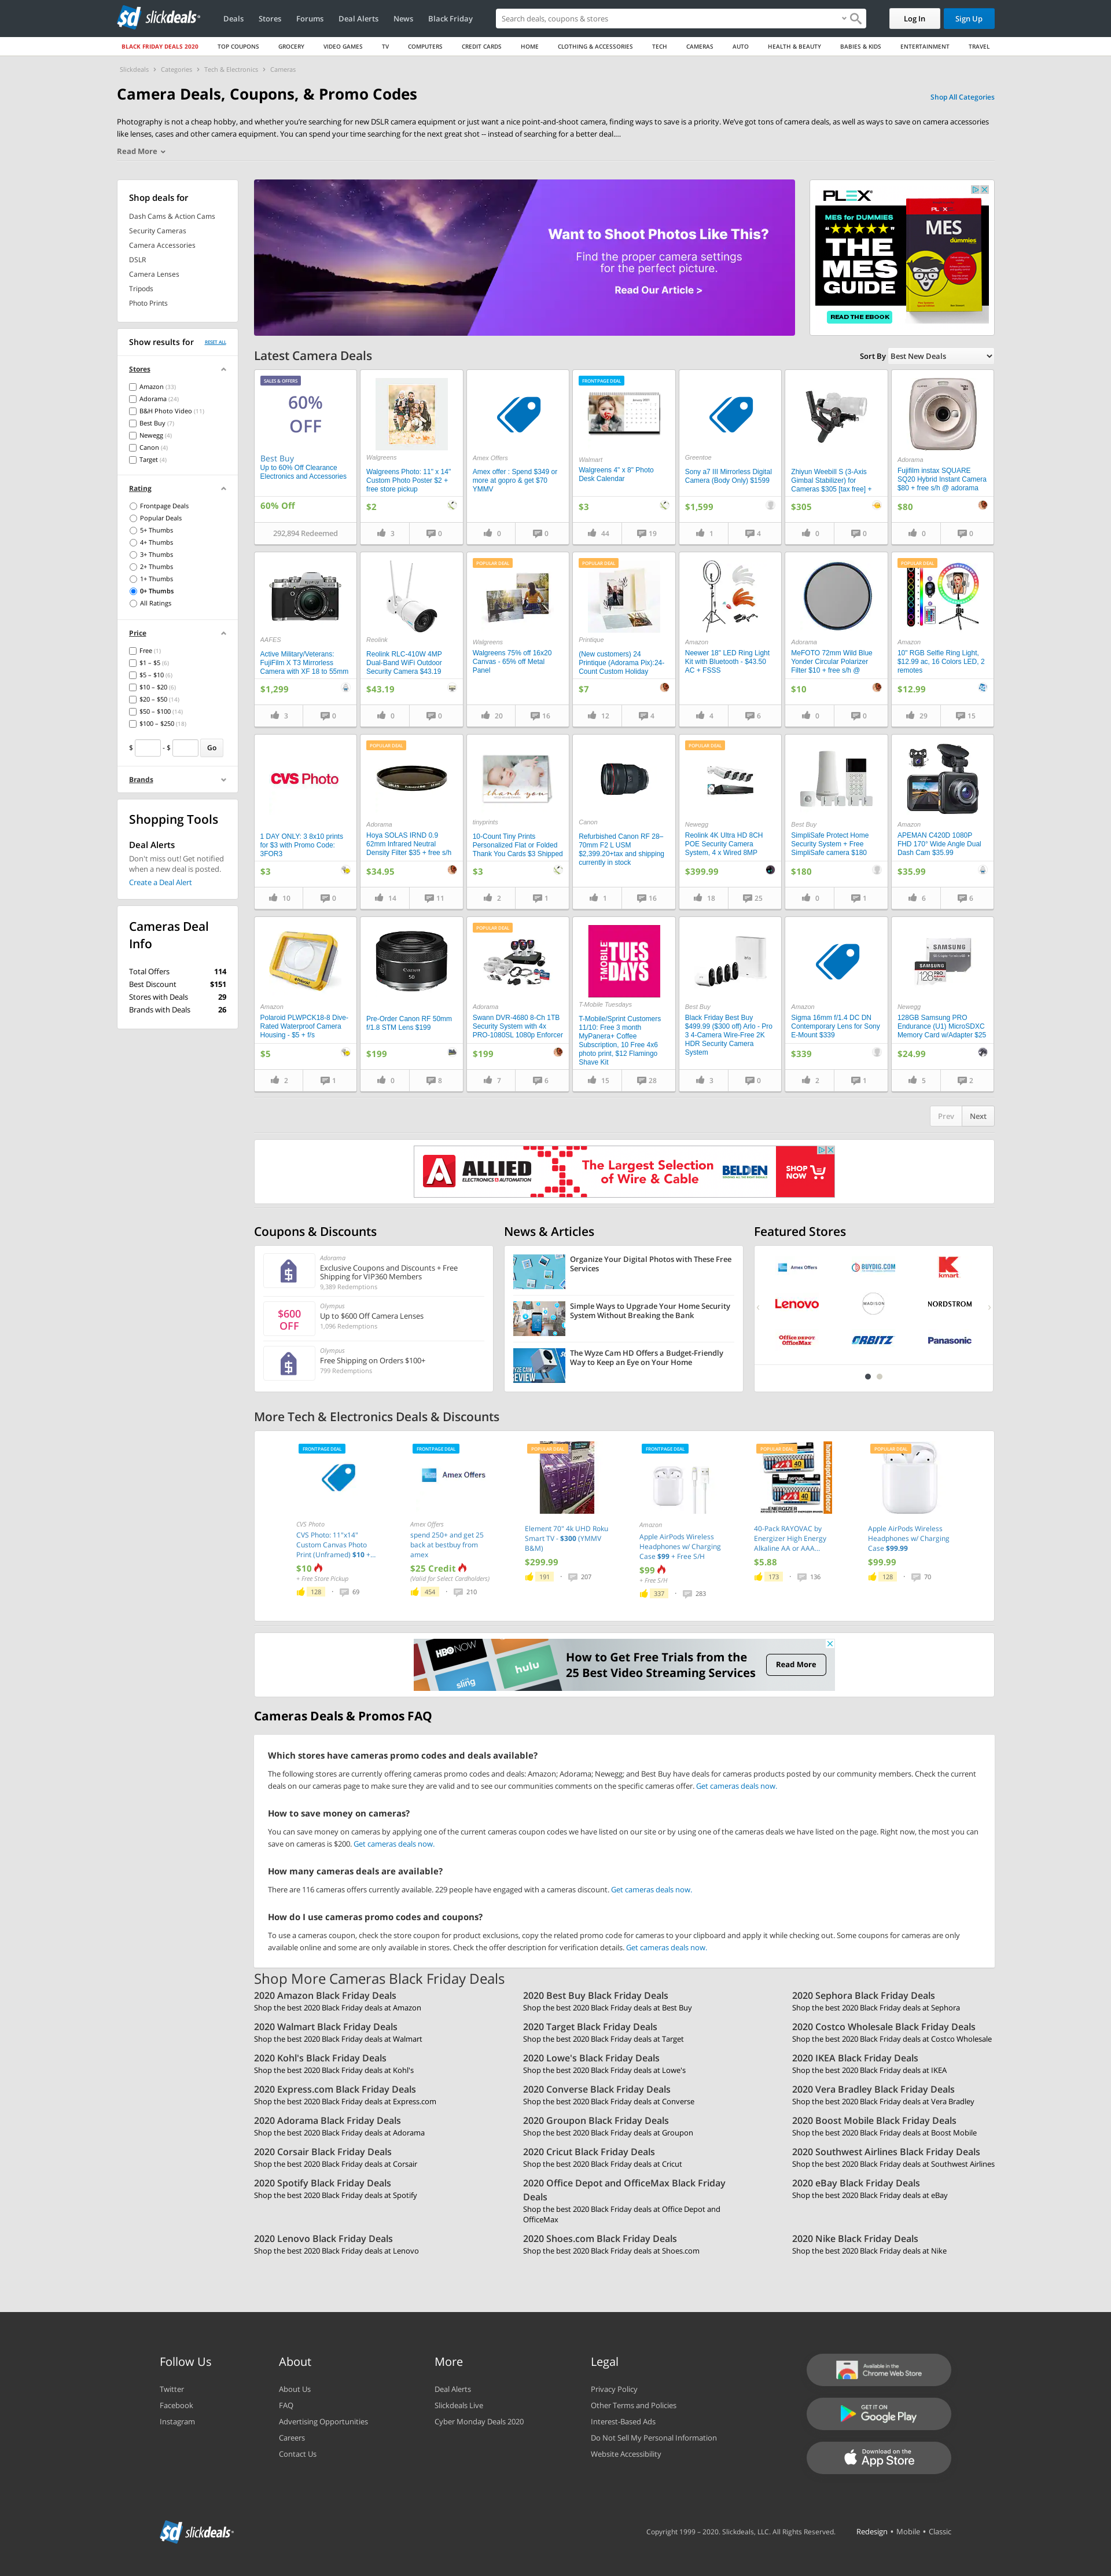 sd slickdeals
Deals
Stores
Forums
Deal Alerts
News
Black Friday
Search deals, coupons & stores
Log In
Sign Up
BLACK FRIDAY DEALS 2020
TOP COUPONS
GROCERY
VIDEO GAMES
TV
COMPUTERS
CREDIT CARDS
HOME
CLOTHING & ACCESSORIES
TECH
CAMERAS
AUTO
HEALTH & BEAUTY
BABIES & KIDS
ENTERTAINMENT
TRAVEL
Slickdeals > Categories > Tech & Electronics > Cameras
Camera Deals, Coupons, & Promo Codes
Shop All Categories
Photography is not a cheap hobby, and whether you're searching for new DSLR camera equipment or just want a nice point-and-shoot camera, finding ways to save is a priority. We've got tons of camera deals, as well as ways to save on camera accessories
like lenses, cases and other camera equipment. You can spend your time searching for the next great shot -- instead of searching for a better deal....
Read More
Shop deals for
Dash Cams & Action Cams
Security Cameras
Camera Accessories
DSLR
Camera Lenses
Tripods
Photo Prints
Show results for
RESET ALL
Stores
Amazon (33)
Adorama (24)
B&H Photo Video (11)
Best Buy (7)
Newegg (4)
Canon (4)
Target (4)
Rating
Frontpage Deals
Popular Deals
5+ Thumbs
4+ Thumbs
3+ Thumbs
2+ Thumbs
1+ Thumbs
0+ Thumbs
All Ratings
Price
Free (1)
$1 – $5 (6)
$5 – $10 (6)
$10 – $20 (6)
$20 – $50 (14)
$50 – $100 (14)
$100 – $250 (18)
$ - $ Go
Brands
Shopping Tools
Deal Alerts
Don't miss out! Get notified
when a new deal is posted.
Create a Deal Alert
Cameras Deal
Info
Total Offers 114
Best Discount $151
Stores with Deals 29
Brands with Deals 26
Want to Shoot Photos Like This?
Find the proper camera settings
for the perfect picture.
Read Our Article >
PLEX
MES for DUMMIES
"★★★★★"
THE
MES
GUIDE
READ THE EBOOK
PLEX
MES
dummies
Latest Camera Deals
Sort By Best New Deals
SALES & OFFERS
60%
OFF
Best Buy
Up to 60% Off Clearance
Electronics and Accessories
60% Off
292,894 Redeemed
Walgreens
Walgreens Photo: 11" x 14"
Custom Photo Poster $2 +
free store pickup
$2
3 0
Amex Offers
Amex offer : Spend $349 or
more at gopro & get $70
YMMV
0 0
FRONTPAGE DEAL
Walmart
Walgreens 4" x 8" Photo
Desk Calendar
$3
44 19
Greentoe
Sony a7 III Mirrorless Digital
Camera (Body Only) $1599
$1,599
1 4
Zhiyun Weebill S (3-Axis
Gimbal Stabilizer) for
Cameras $305 [tax free] +
$305
0 0
Adorama
Fujifilm instax SQUARE
SQ20 Hybrid Instant Camera
$80 + free s/h @ adorama
$80
0 0
AAFES
Active Military/Veterans:
FujiFilm X T3 Mirrorless
Camera with XF 18 to 55mm
$1,299
3 0
Reolink
Reolink RLC-410W 4MP
Dual-Band WiFi Outdoor
Security Camera $43.19
$43.19
0 0
POPULAR DEAL
Walgreens
Walgreens 75% off 16x20
Canvas - 65% off Metal
Panel
20 16
POPULAR DEAL
Printique
(New customers) 24
Printique (Adorama Pix):24-
Count Custom Holiday
$7
12 4
Amazon
Neewer 18" LED Ring Light
Kit with Bluetooth - $43.50
AC + FSSS
4 6
Adorama
MeFOTO 72mm Wild Blue
Yonder Circular Polarizer
Filter $10 + free s/h @
$10
0 0
POPULAR DEAL
Amazon
10" RGB Selfie Ring Light,
$12.99 ac, 16 Colors LED, 2
remotes
$12.99
29 15
CVS Photo
1 DAY ONLY: 3 8x10 prints
for $3 with Promo Code:
3FOR3
$3
10 0
POPULAR DEAL
Adorama
Hoya SOLAS IRND 0.9
62mm Infrared Neutral
Density Filter $35 + free s/h
$34.95
14 11
thank you
tinyprints
10-Count Tiny Prints
Personalized Flat or Folded
Thank You Cards $3 Shipped
$3
2 1
Canon
Refurbished Canon RF 28–
70mm F2 L USM
$2,399.20+tax and shipping
currently in stock
1 16
POPULAR DEAL
Newegg
Reolink 4K Ultra HD 8CH
POE Security Camera
System, 4 x Wired 8MP
$399.99
18 25
Best Buy
SimpliSafe Protect Home
Security System + Free
SimpliSafe camera $180
$180
0 1
Amazon
APEMAN C420D 1080P
FHD 170° Wide Angle Dual
Dash Cam $35.99
$35.99
6 6
Amazon
Polaroid PLWPCK18-8 Dive-
Rated Waterproof Camera
Housing - $5 + f/s
$5
2 1
Canon
50
Pre-Order Canon RF 50mm
f/1.8 STM Lens $199
$199
0 8
POPULAR DEAL
Adorama
Swann DVR-4680 8-Ch 1TB
Security System with 4x
PRO-1080SL 1080p Enforcer
$199
7 6
T-MOBILE
TUES
DAYS
T-Mobile Tuesdays
T-Mobile/Sprint Customers
11/10: Free 3 month
MyPanera+ Coffee
Subscription, 10 Free 4x6
photo print, $12 Flamingo
Shave Kit
15 28
Best Buy
Black Friday Best Buy
$499.99 ($300 off) Arlo - Pro
3 4-Camera Wire-Free 2K
HDR Security Camera
System
3 0
Amazon
Sigma 16mm f/1.4 DC DN
Contemporary Lens for Sony
E-Mount $339
$339
2 1
SAMSUNG
SAMSUNG
128
Newegg
128GB Samsung PRO
Endurance (U1) MicroSDXC
Memory Card w/Adapter $25
$24.99
5 2
Prev
Next
ALLIED
ELECTRONICS & AUTOMATION
The Largest Selection
of Wire & Cable
BELDEN
SHOP
NOW
Coupons & Discounts
Adorama
Exclusive Coupons and Discounts + Free
Shipping for VIP360 Members
9,389 Redemptions
$600
OFF
Olympus
Up to $600 Off Camera Lenses
1,096 Redemptions
Olympus
Free Shipping on Orders $100+
799 Redemptions
News & Articles
Organize Your Digital Photos with These Free
Services
Simple Ways to Upgrade Your Home Security
System Without Breaking the Bank
YZE CAM
REVIEW
The Wyze Cam HD Offers a Budget-Friendly
Way to Keep an Eye on Your Home
Featured Stores
Amex Offers
BUYDIG.COM
kmart
Lenovo
MADISON
NORDSTROM
Office DEPOT
OfficeMax
ORBITZ
Panasonic
More Tech & Electronics Deals & Discounts
FRONTPAGE DEAL
CVS Photo
CVS Photo: 11"x14"
Custom Canvas Photo
Print (Unframed) $10 +...
$10
+ Free Store Pickup
128 · 69
FRONTPAGE DEAL
Amex Offers
Amex Offers
spend 250+ and get 25
back at bestbuy from
amex
$25 Credit
(Valid for Select Cardholders)
454 · 210
POPULAR DEAL
Element 70" 4k UHD Roku
Smart TV - $300 (YMMV
B&M)
$299.99
191 · 207
FRONTPAGE DEAL
Amazon
Apple AirPods Wireless
Headphones w/ Charging
Case $99 + Free S/H
$99
+ Free S/H
337 · 283
POPULAR DEAL
40
40
ENERGIZER
homedepot.com/decor
40-Pack RAYOVAC by
Energizer High Energy
Alkaline AA or AAA...
$5.88
173 · 136
POPULAR DEAL
Apple AirPods Wireless
Headphones w/ Charging
Case $99.99
$99.99
128 · 70
HBO NOW
sling
hulu
How to Get Free Trials from the
25 Best Video Streaming Services
Read More
Cameras Deals & Promos FAQ
Which stores have cameras promo codes and deals available?
The following stores are currently offering cameras promo codes and deals: Amazon; Adorama; Newegg; and Best Buy have deals for cameras products posted by our community members. Check the current
deals on our cameras page to make sure they are valid and to see our communities comments on the specific cameras offer. Get cameras deals now.
How to save money on cameras?
You can save money on cameras by applying one of the current cameras coupon codes we have listed on our site or by using one of the cameras deals we have listed on the page. Right now, the most you can
save on cameras is $200. Get cameras deals now.
How many cameras deals are available?
There are 116 cameras offers currently available. 229 people have engaged with a cameras discount. Get cameras deals now.
How do I use cameras promo codes and coupons?
To use a cameras coupon, check the store coupon for product exclusions, copy the related promo code for cameras to your clipboard and apply it while checking out. Some coupons for cameras are only
available online and some are only available in stores. Check the offer description for verification details. Get cameras deals now.
Shop More Cameras Black Friday Deals
2020 Amazon Black Friday Deals
Shop the best 2020 Black Friday deals at Amazon
2020 Best Buy Black Friday Deals
Shop the best 2020 Black Friday deals at Best Buy
2020 Sephora Black Friday Deals
Shop the best 2020 Black Friday deals at Sephora
2020 Walmart Black Friday Deals
Shop the best 2020 Black Friday deals at Walmart
2020 Target Black Friday Deals
Shop the best 2020 Black Friday deals at Target
2020 Costco Wholesale Black Friday Deals
Shop the best 2020 Black Friday deals at Costco Wholesale
2020 Kohl's Black Friday Deals
Shop the best 2020 Black Friday deals at Kohl's
2020 Lowe's Black Friday Deals
Shop the best 2020 Black Friday deals at Lowe's
2020 IKEA Black Friday Deals
Shop the best 2020 Black Friday deals at IKEA
2020 Express.com Black Friday Deals
Shop the best 2020 Black Friday deals at Express.com
2020 Converse Black Friday Deals
Shop the best 2020 Black Friday deals at Converse
2020 Vera Bradley Black Friday Deals
Shop the best 2020 Black Friday deals at Vera Bradley
2020 Adorama Black Friday Deals
Shop the best 2020 Black Friday deals at Adorama
2020 Groupon Black Friday Deals
Shop the best 2020 Black Friday deals at Groupon
2020 Boost Mobile Black Friday Deals
Shop the best 2020 Black Friday deals at Boost Mobile
2020 Corsair Black Friday Deals
Shop the best 2020 Black Friday deals at Corsair
2020 Cricut Black Friday Deals
Shop the best 2020 Black Friday deals at Cricut
2020 Southwest Airlines Black Friday Deals
Shop the best 2020 Black Friday deals at Southwest Airlines
2020 Spotify Black Friday Deals
Shop the best 2020 Black Friday deals at Spotify
2020 Office Depot and OfficeMax Black Friday
Deals
Shop the best 2020 Black Friday deals at Office Depot and
OfficeMax
2020 eBay Black Friday Deals
Shop the best 2020 Black Friday deals at eBay
2020 Lenovo Black Friday Deals
Shop the best 2020 Black Friday deals at Lenovo
2020 Shoes.com Black Friday Deals
Shop the best 2020 Black Friday deals at Shoes.com
2020 Nike Black Friday Deals
Shop the best 2020 Black Friday deals at Nike
Follow Us
Twitter
Facebook
Instagram
About
About Us
FAQ
Advertising Opportunities
Careers
Contact Us
More
Deal Alerts
Slickdeals Live
Cyber Monday Deals 2020
Legal
Privacy Policy
Other Terms and Policies
Interest-Based Ads
Do Not Sell My Personal Information
Website Accessibility
Available in the
Chrome Web Store
GET IT ON
Google Play
Download on the
App Store
sd slickdeals
Copyright 1999 – 2020. Slickdeals, LLC. All Rights Reserved.
Redesign • Mobile • Classic